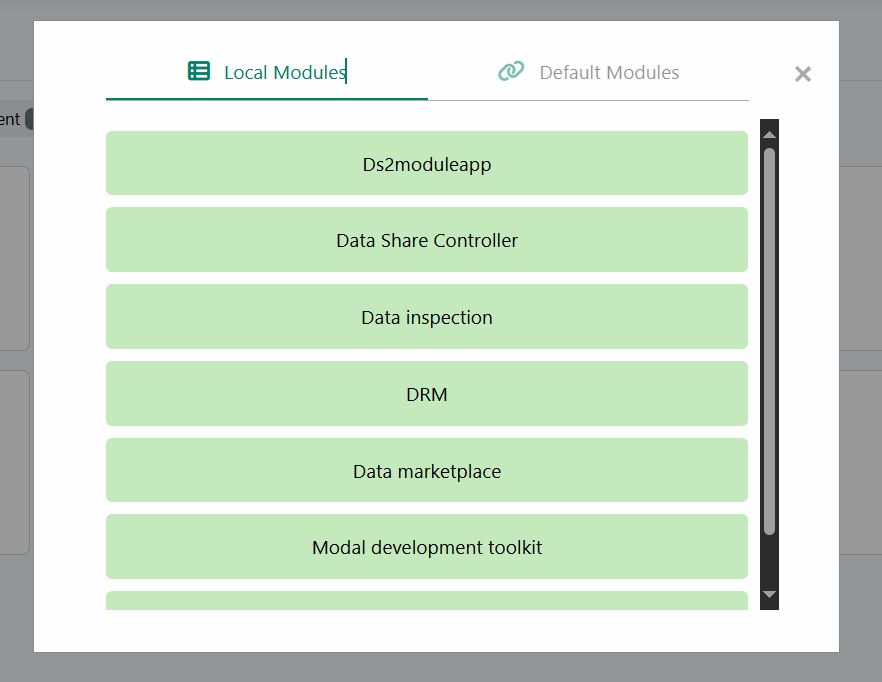 Local Modules
Default Modules
ent
Ds2moduleapp
Data Share Controller
Data inspection
DRM
Data marketplace
Modal development toolkit